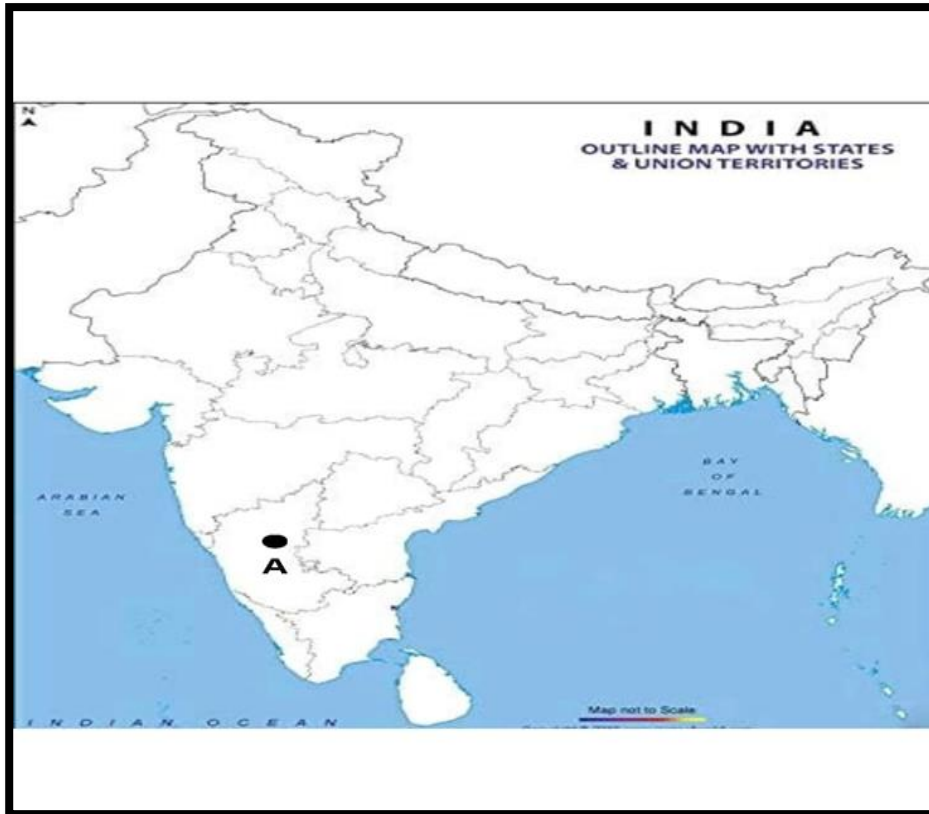 N
INDIA
OUTLINE MAP WITH STATES
& UNION TERRITORIES
BAY
OF
BENGAL
ARABIAN
SEA
A
Map not to Scale
INDIAN OCEAN